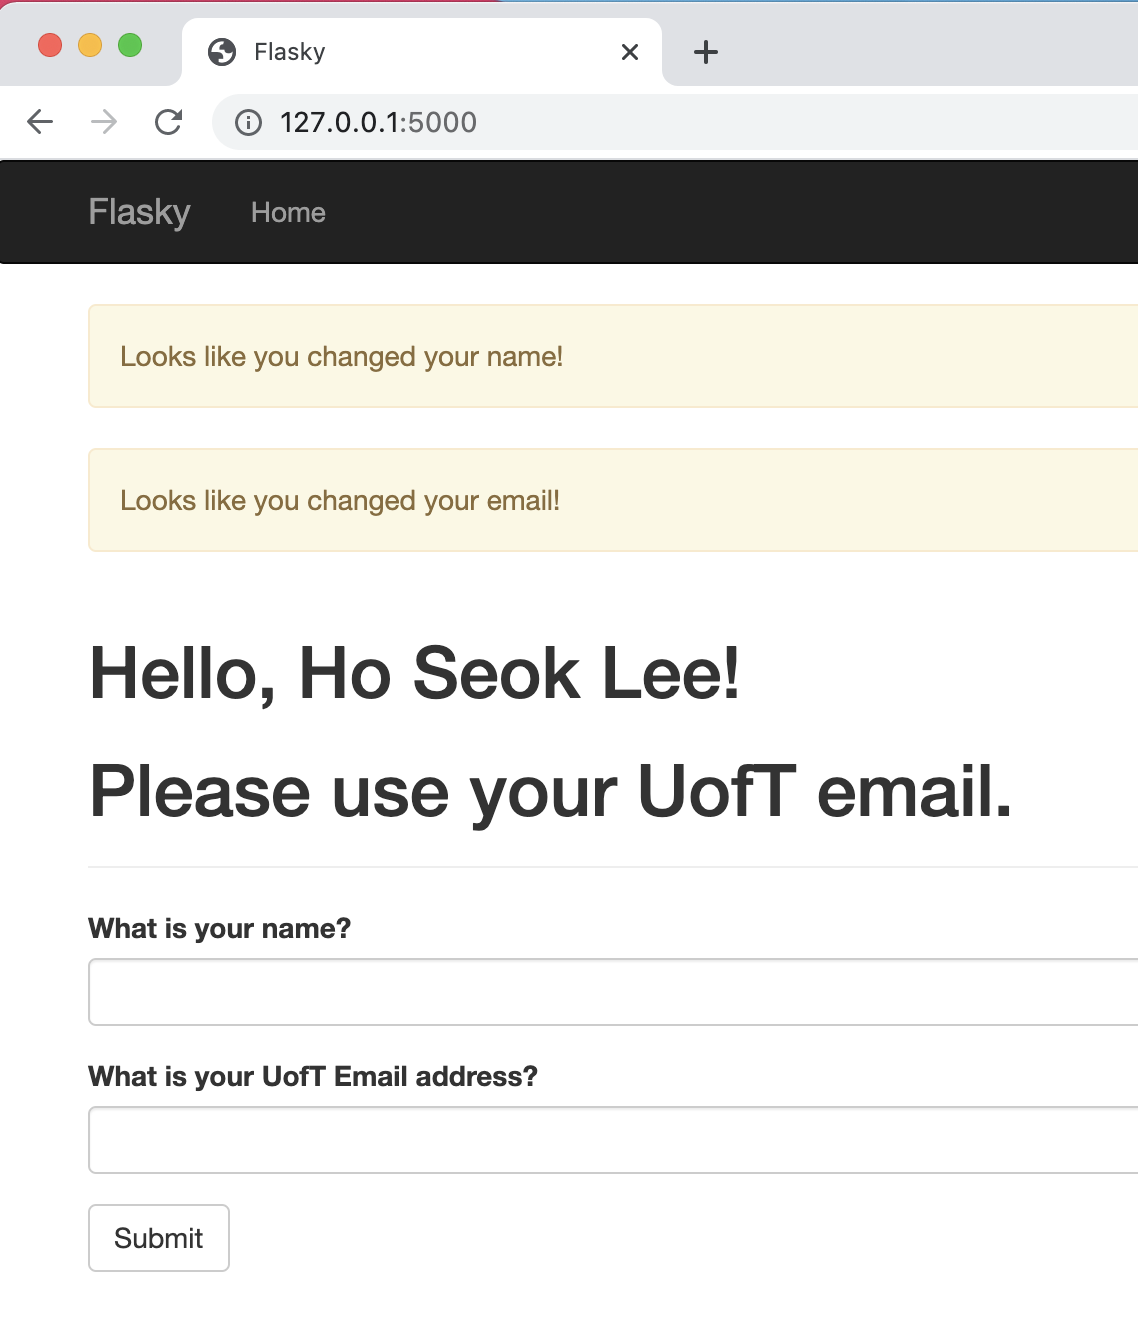 Flasky
127.0.0.1:5000
Flasky Home
Looks like you changed your name!
Looks like you changed your email!
Hello, Ho Seok Lee!
Please use your UofT email.
What is your name?
What is your UofT Email address?
Submit